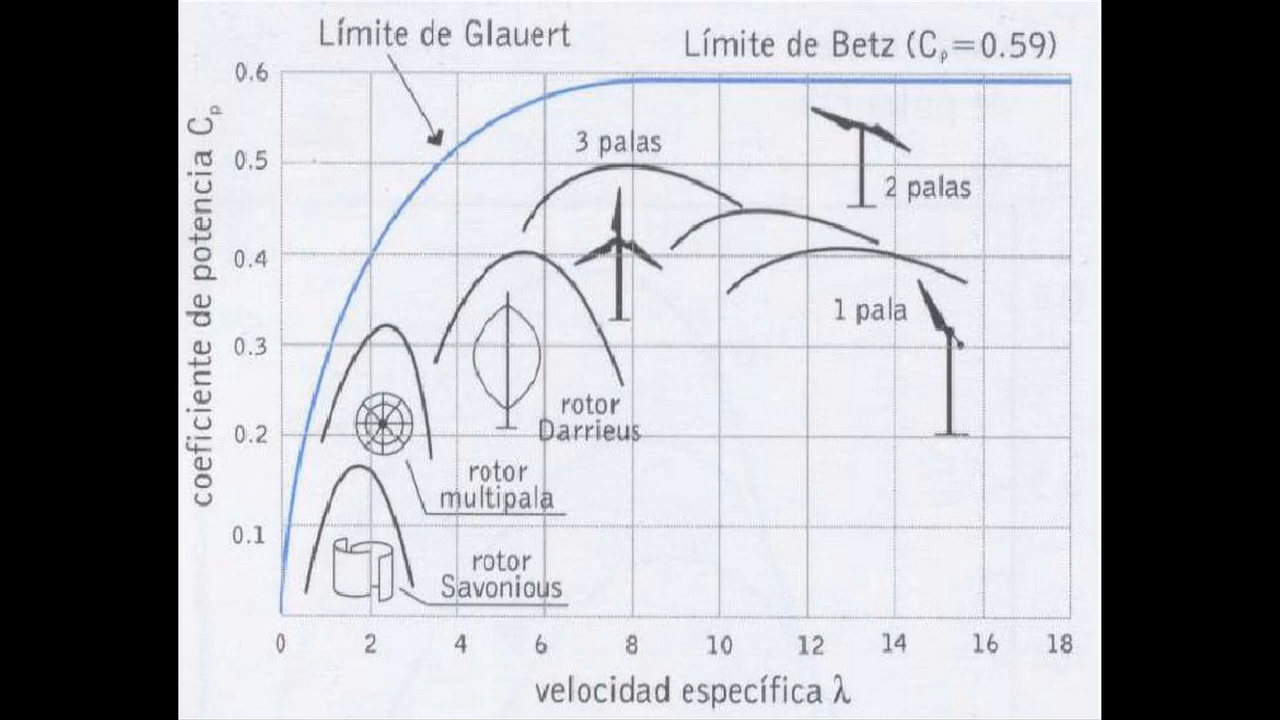 Límite de Glauert
Límite de Betz (Cp=0.59)
coeficiente de potencia Cp
0.6
0.5
0.4
0.3
0.2
0.1
3 palas
2 palas
1 pala
rotor
Darrieus
rotor
multipala
rotor
Savonious
0 2 4 6 8 10 12 14 16 18
velocidad específica λ